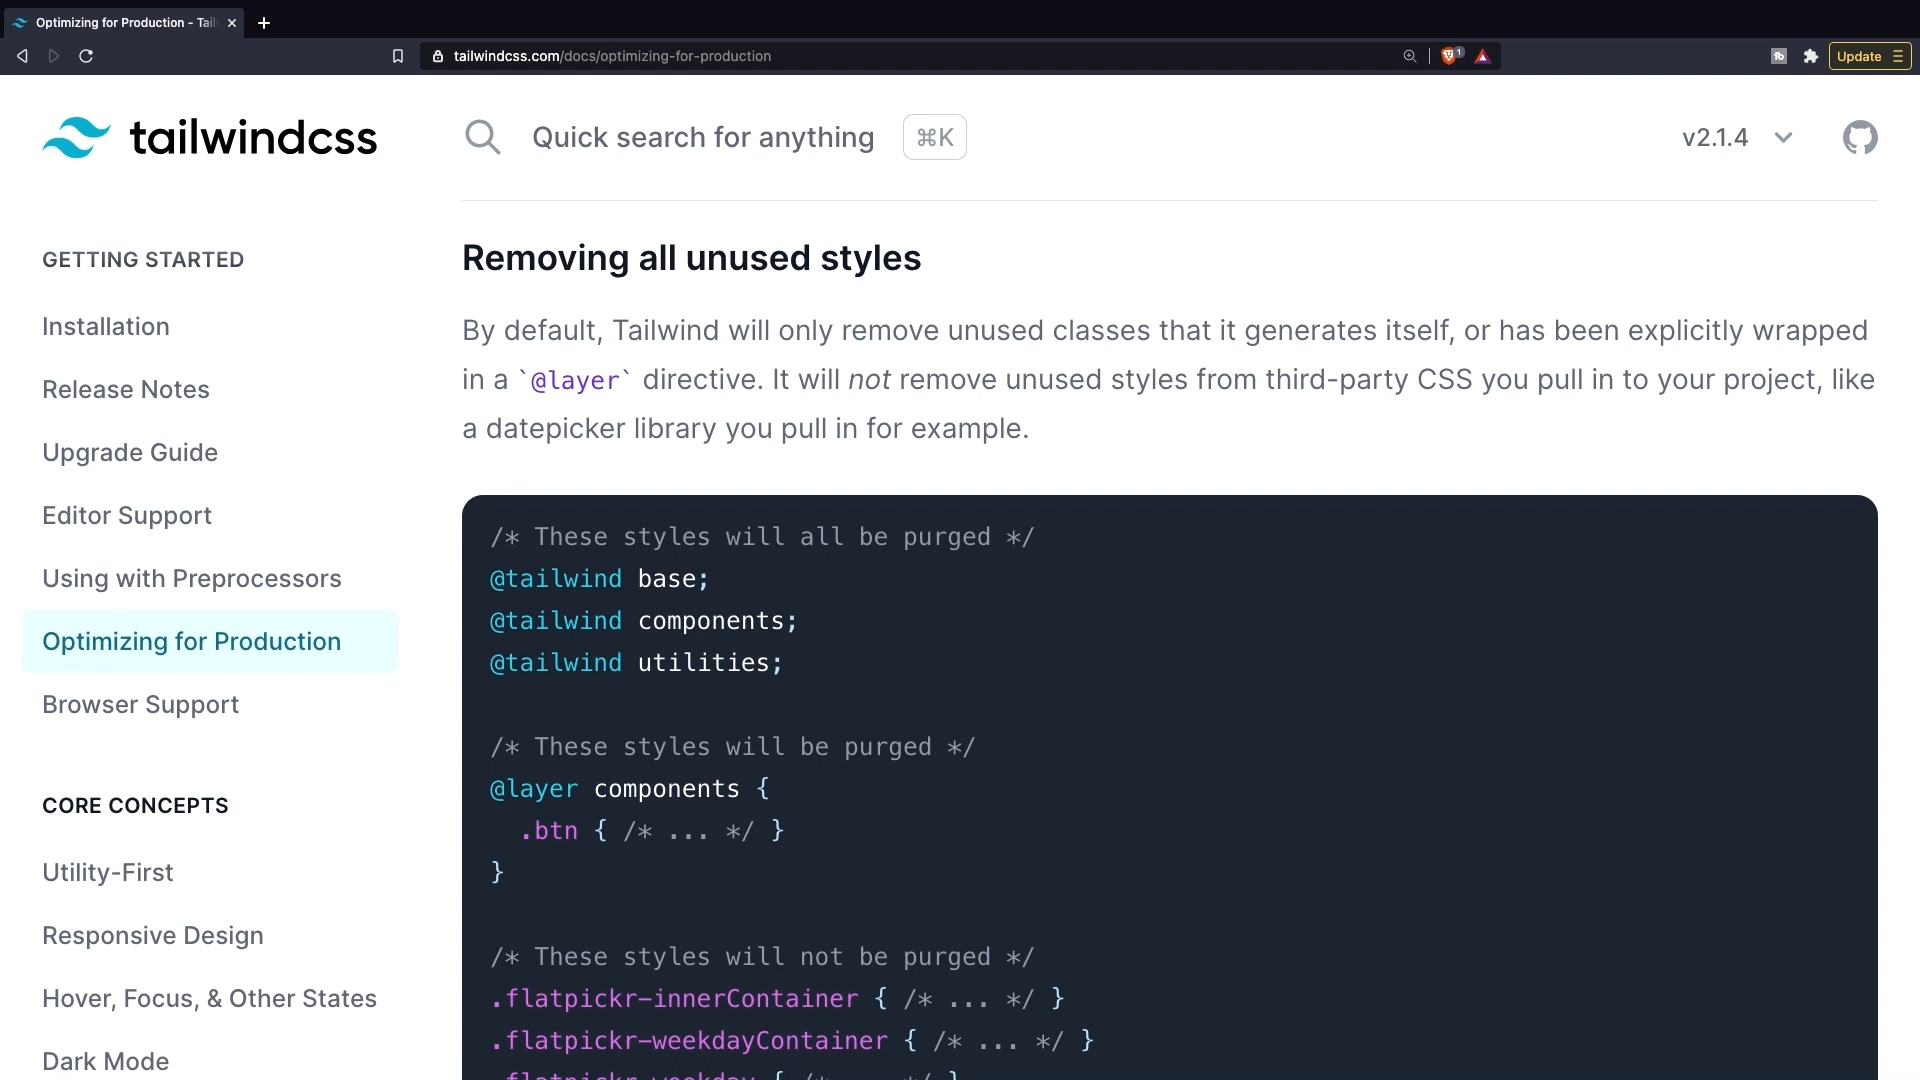 Optimizing for Production - Tail
tailwindcss.com/docs/optimizing-for-production
1
Update
tailwindcss
Quick search for anything
⌘K
v2.1.4
GETTING STARTED
Installation
Release Notes
Upgrade Guide
Editor Support
Using with Preprocessors
Optimizing for Production
Browser Support
CORE CONCEPTS
Utility-First
Responsive Design
Hover, Focus, & Other States
Dark Mode
Removing all unused styles
By default, Tailwind will only remove unused classes that it generates itself, or has been explicitly wrapped
in a `@layer` directive. It will not remove unused styles from third-party CSS you pull in to your project, like
a datepicker library you pull in for example.
/* These styles will all be purged */
@tailwind base;
@tailwind components;
@tailwind utilities;
/* These styles will be purged */
@layer components {
.btn { /* ... */ }
}
/* These styles will not be purged */
.flatpickr-innerContainer { /* ... */ }
.flatpickr-weekdayContainer { /* ... */ }
.flatpickr-weekday { /* ... */ }